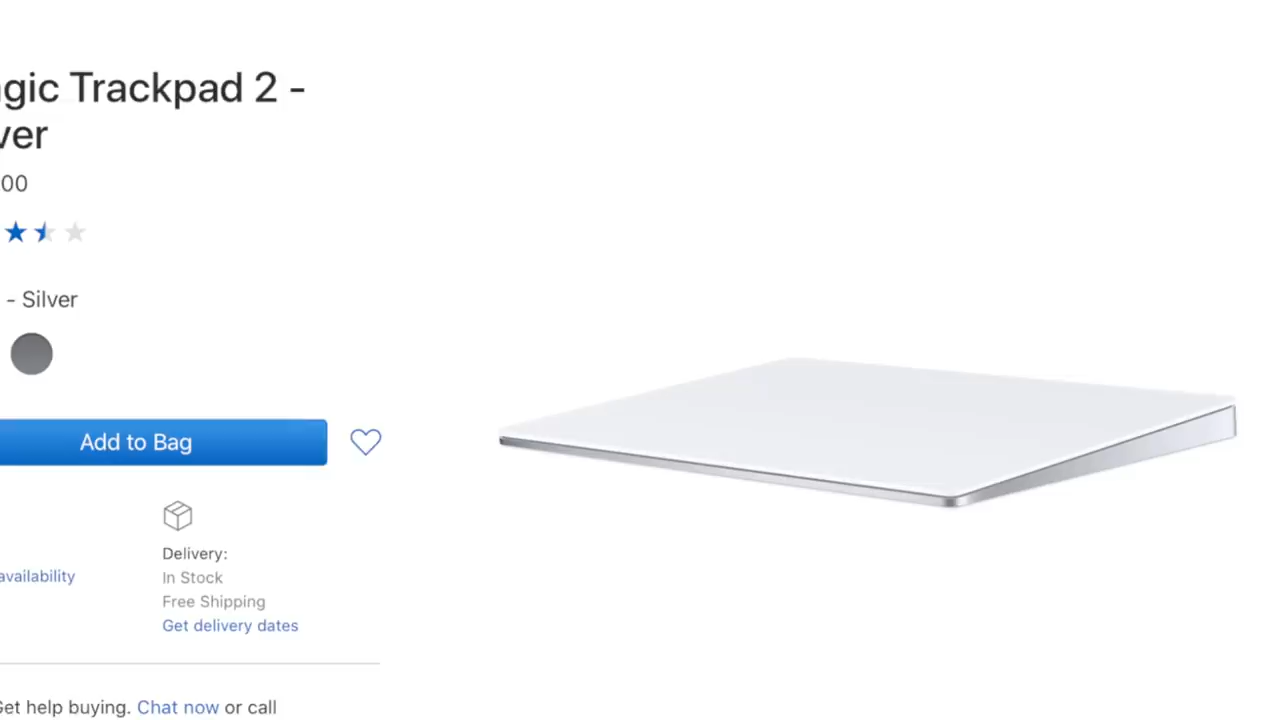 gic Trackpad 2 -
ver
00
- Silver
Add to Bag
Delivery:
In Stock
availability
Free Shipping
Get delivery dates
Get help buying. Chat now or call